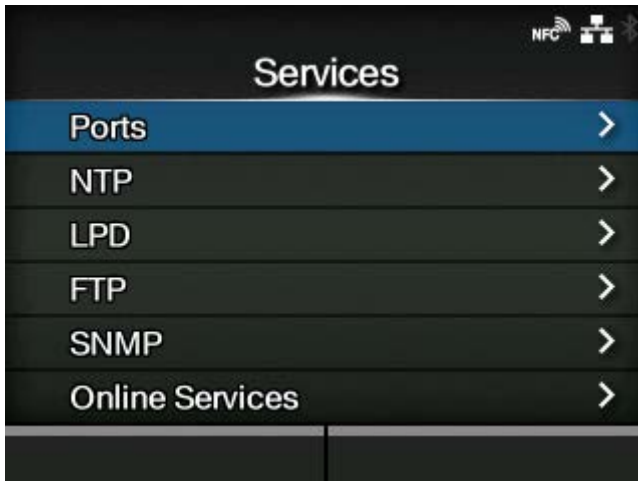 NFC
Services
Ports
NTP
LPD
FTP
SNMP
Online Services